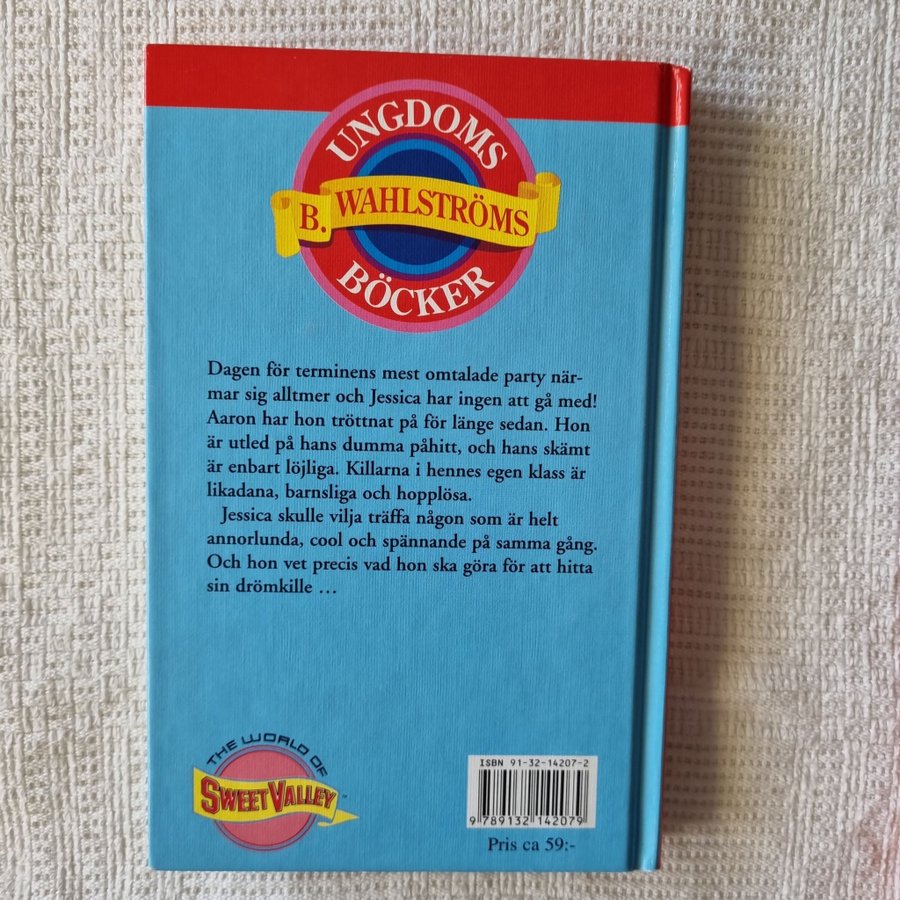 UNGDOMS
B. WAHLSTRÖMS
BÖCKER
Dagen för terminens mest omtalade party när-
mar sig alltmer och Jessica har ingen att gå med!
Aaron har hon tröttnat på för länge sedan. Hon
är utled på hans dumma påhitt, och hans skämt
är enbart löjliga. Killarna i hennes egen klass är
likadana, barnsliga och hopplösa.
Jessica skulle vilja träffa någon som är helt
annorlunda, cool och spännande på samma gång.
Och hon vet precis vad hon ska göra för att hitta
sin drömkille …
THE WORLD OF
SWEET VALLEY™
ISBN 91-32-14207-2
9 789132 142079
Pris ca 59:-